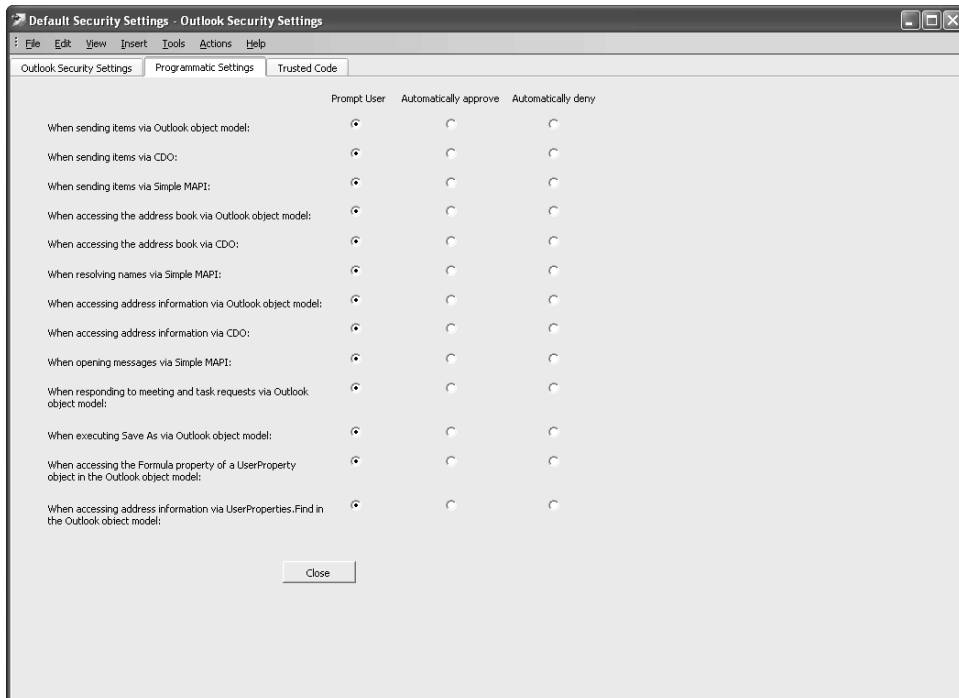 Default Security Settings - Outlook Security Settings
File Edit View Insert Tools Actions Help
Outlook Security Settings Programmatic Settings Trusted Code
Prompt User Automatically approve Automatically deny
When sending items via Outlook object model:
When sending items via CDO:
When sending items via Simple MAPI:
When accessing the address book via Outlook object model:
When accessing the address book via CDO:
When resolving names via Simple MAPI:
When accessing address information via Outlook object model:
When accessing address information via CDO:
When opening messages via Simple MAPI:
When responding to meeting and task requests via Outlook
object model:
When executing Save As via Outlook object model:
When accessing the Formula property of a UserProperty
object in the Outlook object model:
When accessing address information via UserProperties.Find in
the Outlook object model:
Close